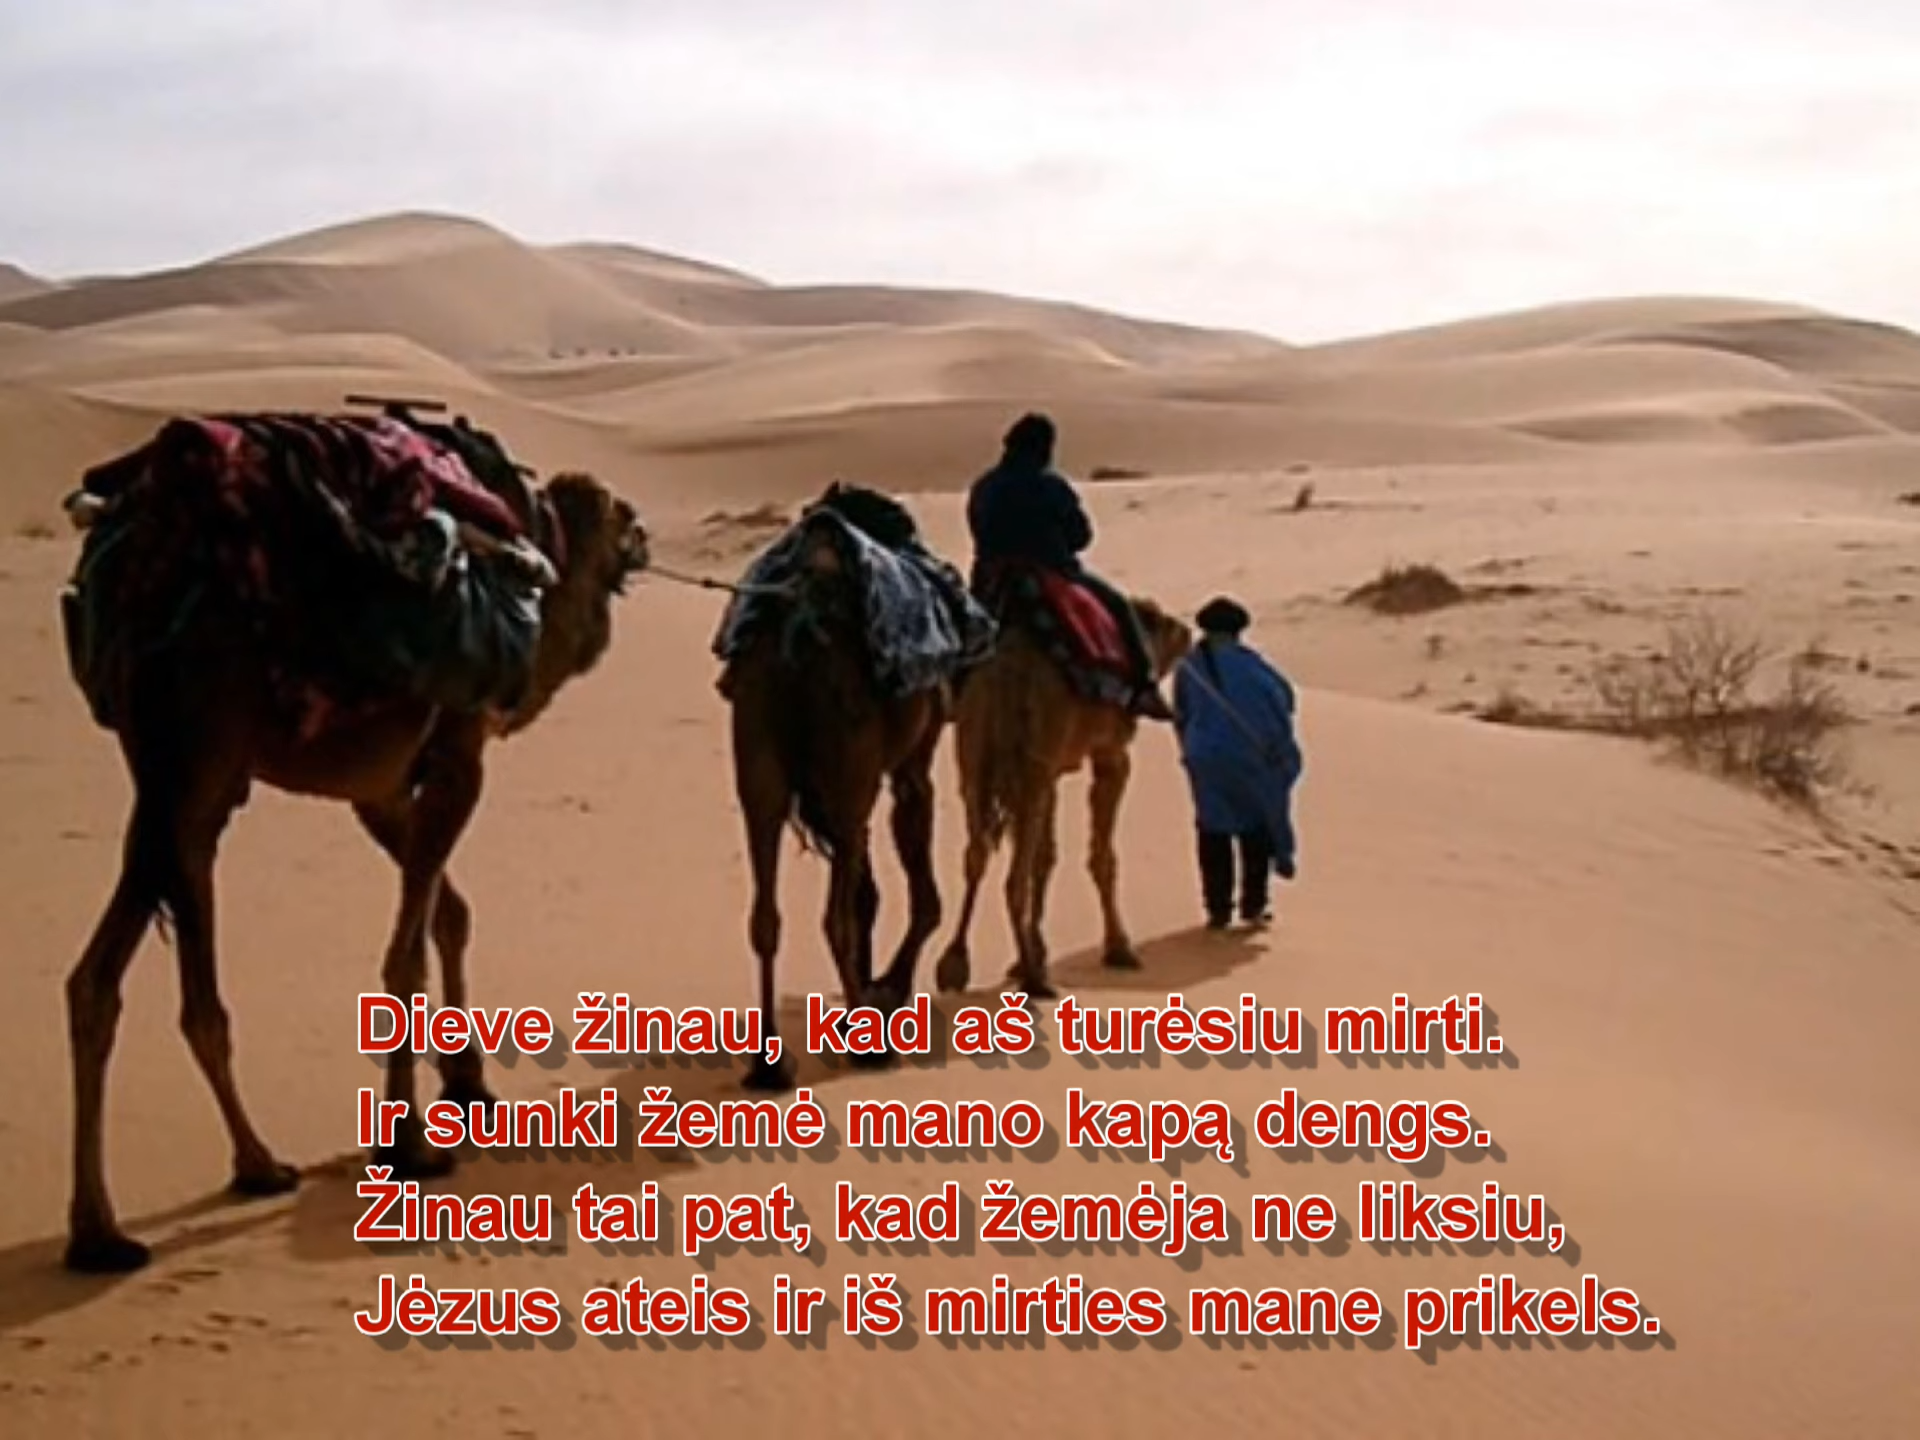 Dieve žinau, kad aš turėsiu mirti.
Ir sunki žemė mano kapą dengs.
Žinau tai pat, kad žemėja ne liksiu,
Jėzus ateis ir iš mirties mane prikels.